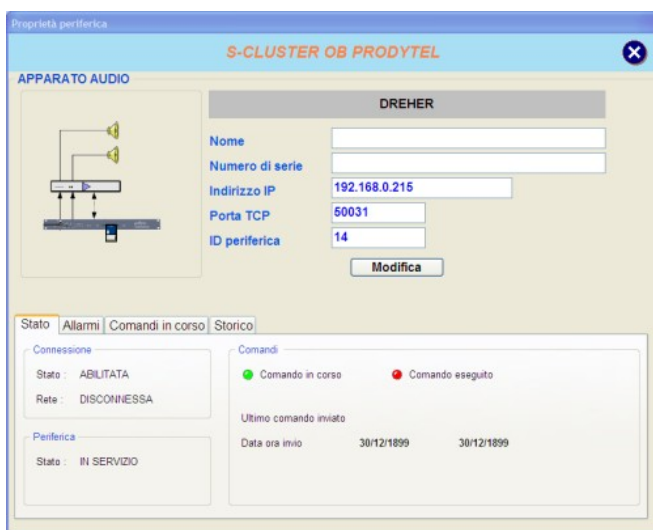 Proprietà periferica
S-CLUSTER OB PRODYTEL
APPARATO AUDIO
DREHER
Nome
Numero di serie
Indirizzo IP 192.168.0.215
Porta TCP 50031
ID periferica 14
Modifica
Stato Allarmi Comandi in corso Storico
Connessione
Stato : ABILITATA
Rete : DISCONNESSA
Periferica
Stato : IN SERVIZIO
Comandi
Comando in corso Comando eseguito
Ultimo comando inviato
Data ora invio 30/12/1899 30/12/1899